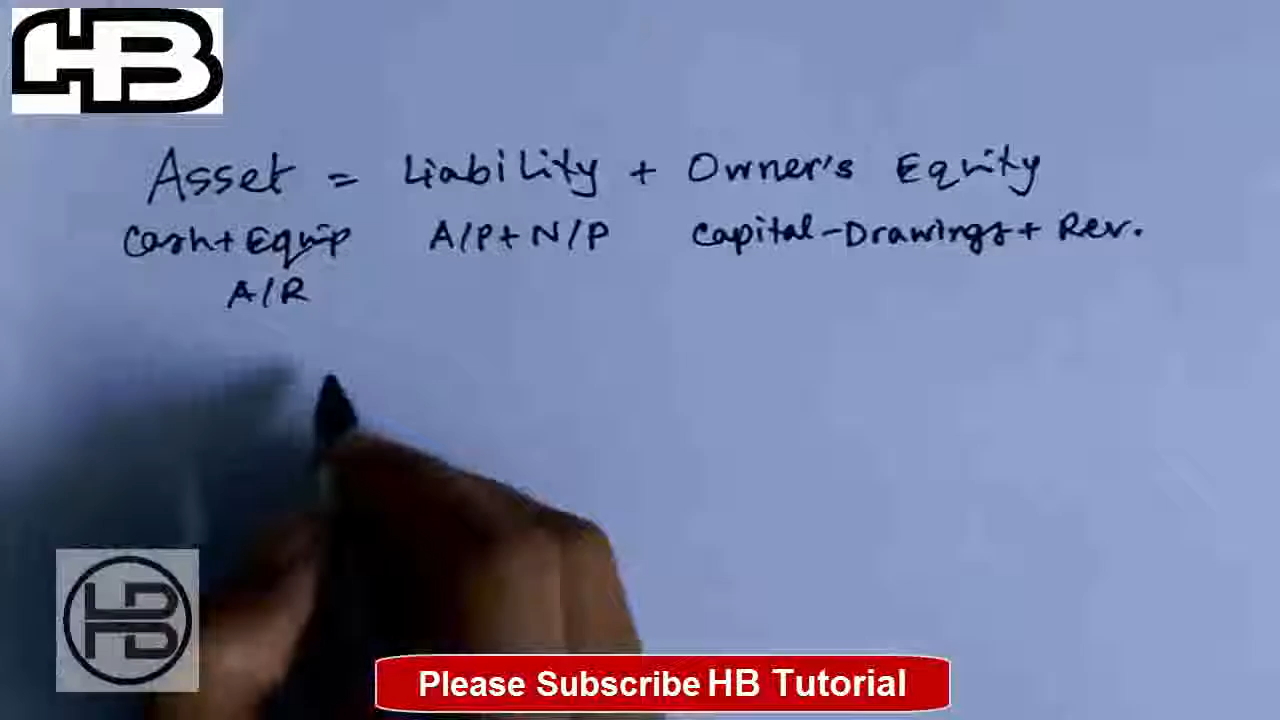 HB
Asset = Liability + Owner's Equity
Cash + Equip A/P + N/P Capital - Drawings + Rev.
A/R
HB
Please Subscribe HB Tutorial